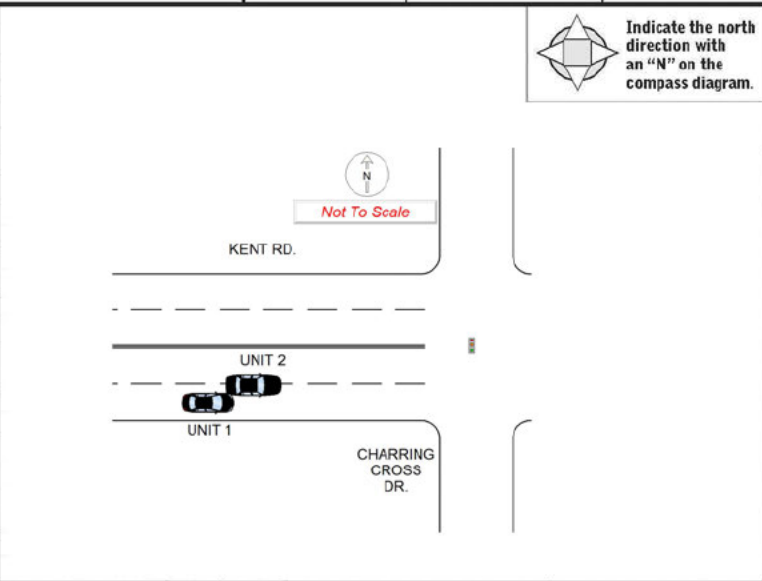 Indicate the north
direction with
an “N” on the
compass diagram.
N
Not To Scale
KENT RD.
UNIT 2
UNIT 1
CHARRING
CROSS
DR.